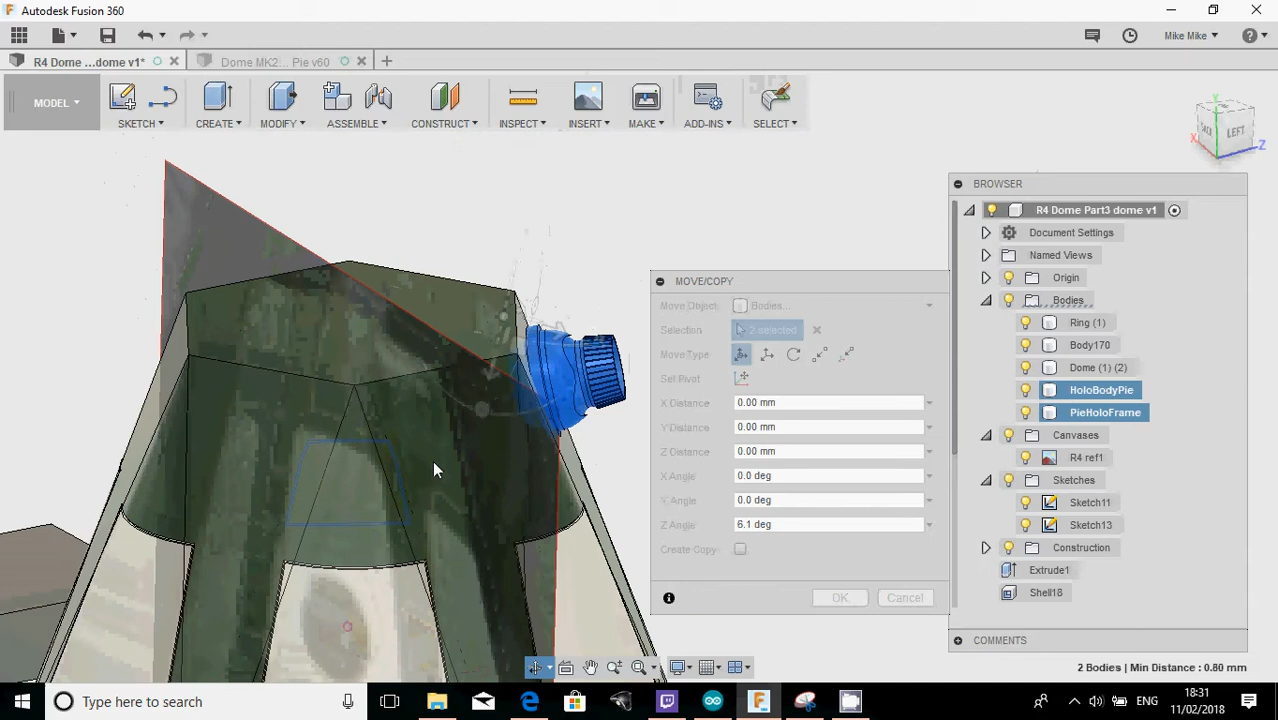 Autodesk Fusion 360
Mike Mike
R4 Dome ...dome v1*
Dome MK2:... Pie v60
MODEL
SKETCH
CREATE
MODIFY
ASSEMBLE
CONSTRUCT
INSPECT
INSERT
MAKE
ADD-INS
SELECT
Y
LEFT
X
Z
BROWSER
R4 Dome Part3 dome v1
Document Settings
Named Views
Origin
Bodies
Ring (1)
Body170
Dome (1) (2)
HoloBodyPie
PieHoloFrame
Canvases
R4 ref1
Sketches
Sketch11
Sketch13
Construction
Extrude1
Shell18
COMMENTS
MOVE/COPY
Move Object: Bodies...
Selection 2 selected
Move Type
Set Pivot
X Distance 0.00 mm
Y Distance 0.00 mm
Z Distance 0.00 mm
X Angle 0.0 deg
Y Angle 0.0 deg
Z Angle 6.1 deg
Create Copy
OK Cancel
2 Bodies | Min Distance : 0.80 mm
Type here to search
ENG
18:31
11/02/2018